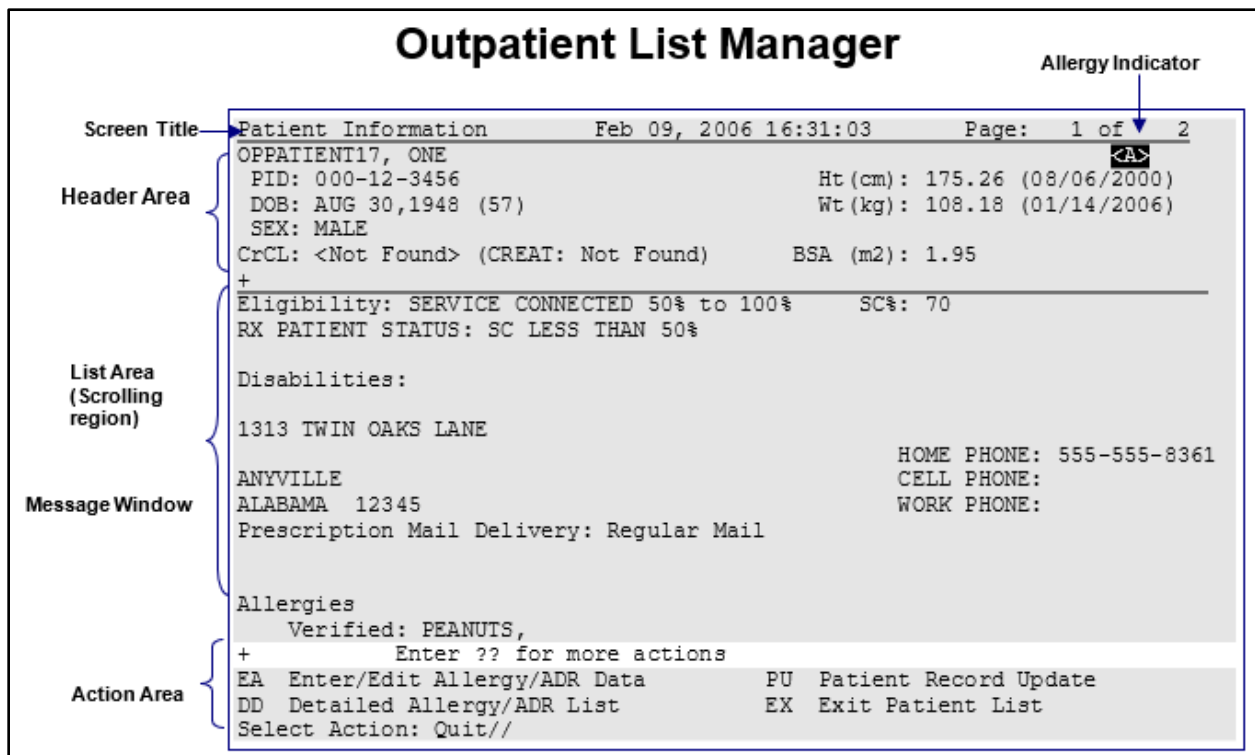 Outpatient List Manager
Allergy Indicator
Screen Title
Patient Information Feb 09, 2006 16:31:03 Page: 1 of 2
OPPATIENT17, ONE <A>
Header Area
PID: 000-12-3456 Ht(cm): 175.26 (08/06/2000)
DOB: AUG 30,1948 (57) Wt(kg): 108.18 (01/14/2006)
SEX: MALE
CrCL: <Not Found> (CREAT: Not Found) BSA (m2): 1.95
+
Eligibility: SERVICE CONNECTED 50% to 100% SC%: 70
RX PATIENT STATUS: SC LESS THAN 50%
List Area
(Scrolling
region)
Disabilities:
1313 TWIN OAKS LANE
HOME PHONE: 555-555-8361
ANYVILLE CELL PHONE:
Message Window
ALABAMA 12345 WORK PHONE:
Prescription Mail Delivery: Regular Mail
Allergies
Verified: PEANUTS,
+ Enter ?? for more actions
Action Area
EA Enter/Edit Allergy/ADR Data PU Patient Record Update
DD Detailed Allergy/ADR List EX Exit Patient List
Select Action: Quit//